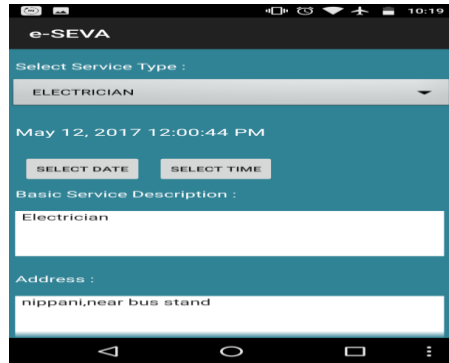 10:19
e-SEVA
Select Service Type :
ELECTRICIAN
May 12, 2017 12:00:44 PM
SELECT DATE SELECT TIME
Basic Service Description :
Electrician
Address :
nippani,near bus stand